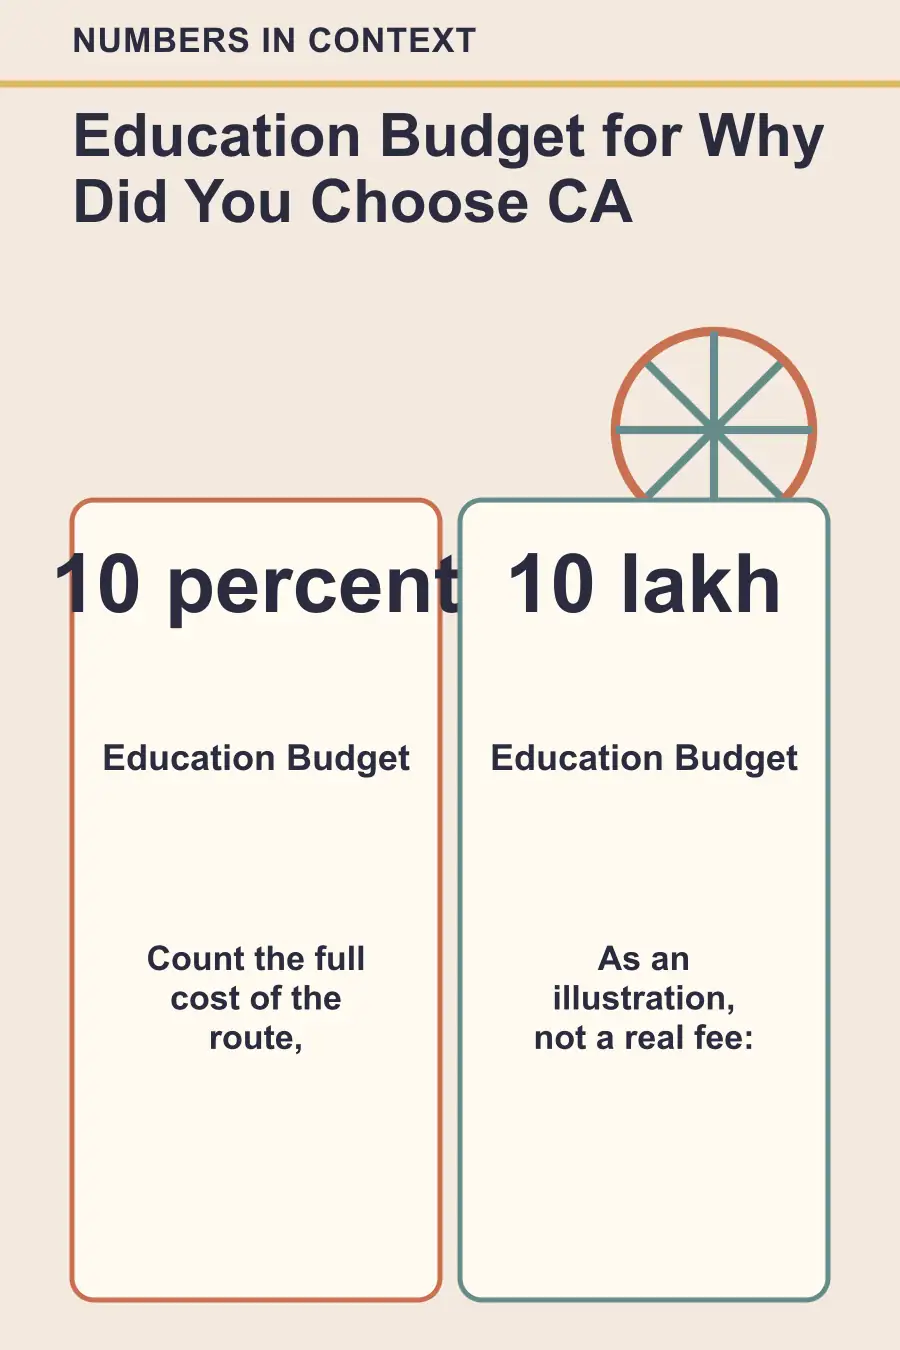 NUMBERS IN CONTEXT
Education Budget for Why
Did You Choose CA
10 percent
Education Budget
Count the full
cost of the
route,
10 lakh
Education Budget
As an
illustration,
not a real fee: